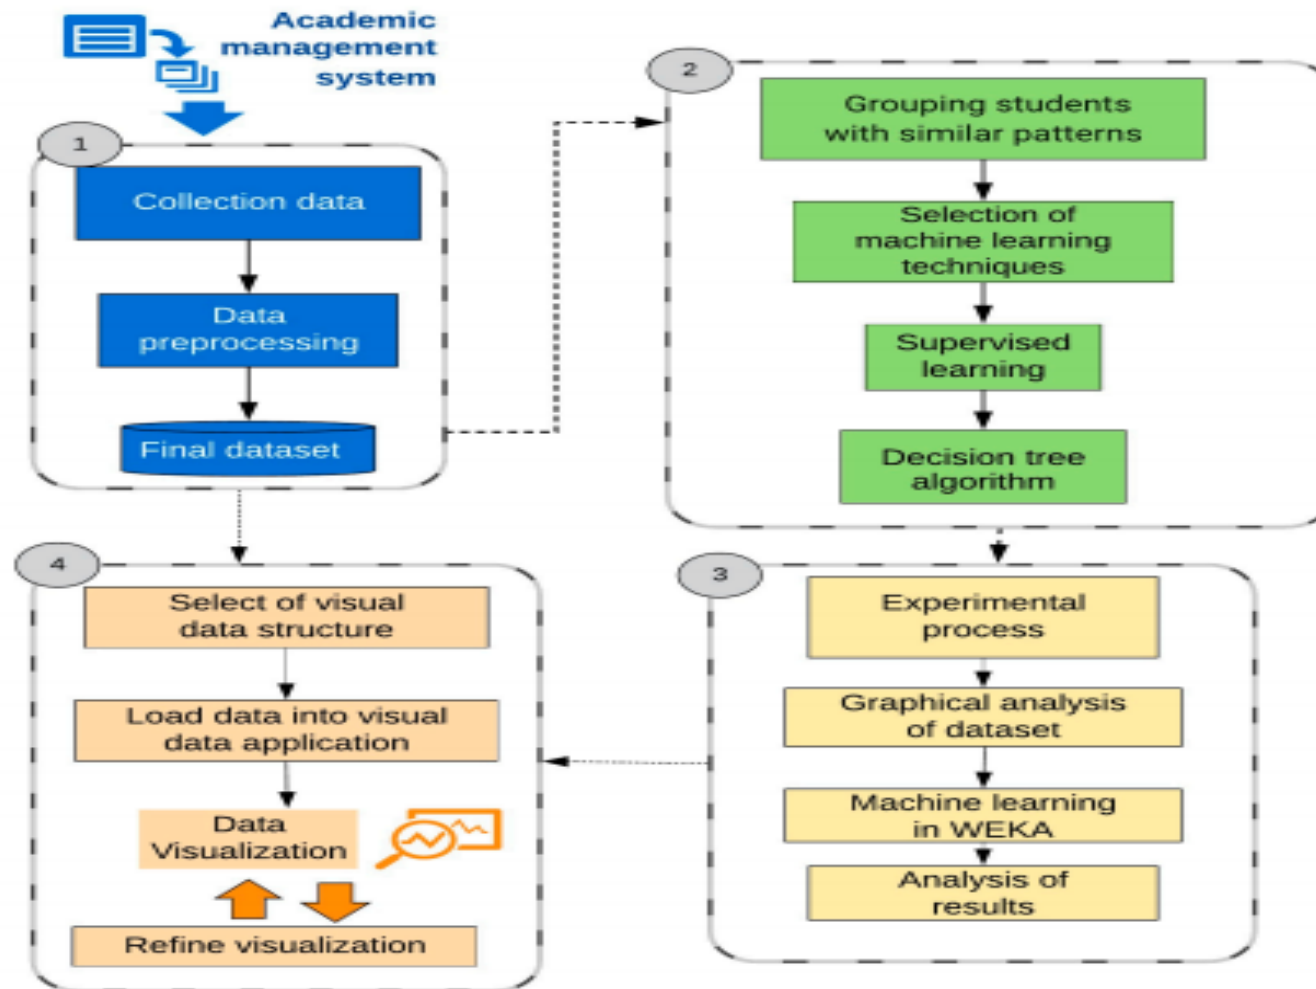 Academic
management
system
1
Collection data
Data
preprocessing
Final dataset
2
Grouping students
with similar patterns
Selection of
machine learning
techniques
Supervised
learning
Decision tree
algorithm
3
Experimental
process
Graphical analysis
of dataset
Machine learning
in WEKA
Analysis of
results
4
Select of visual
data structure
Load data into visual
data application
Data
Visualization
Refine visualization